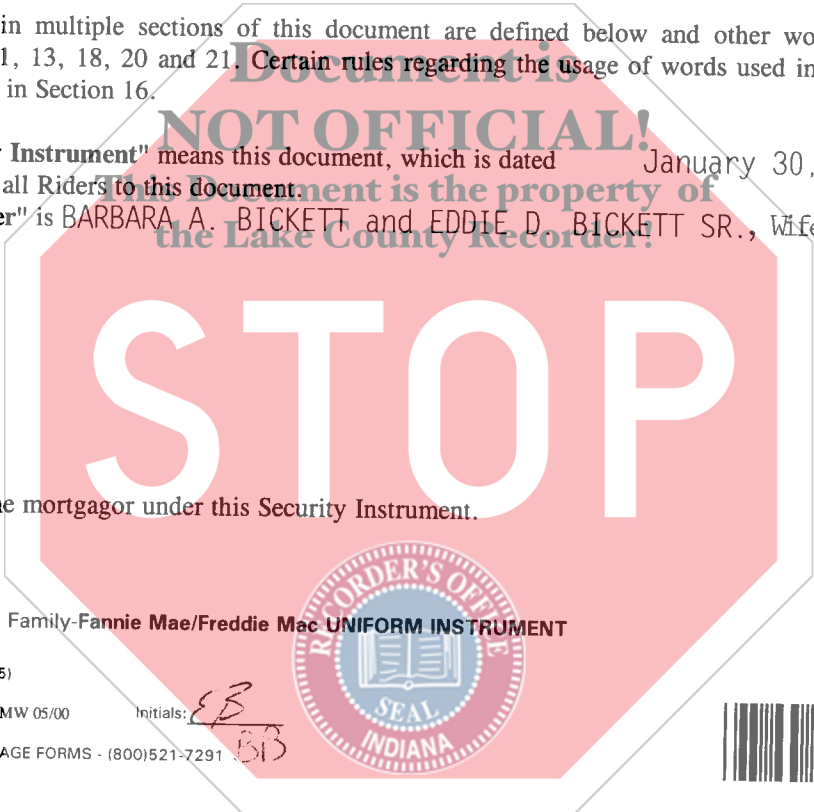 in multiple sections of this document are defined below and other wo
1, 13, 18, 20 and 21. Certain rules regarding the usage of words used in
in Section 16.
Document is
NOT OFFICIAL!
This Document is the property of
the Lake County Recorder!
Instrument" means this document, which is dated January 30,
all Riders to this document.
er" is BARBARA A. BICKETT and EDDIE D. BICKETT SR., Wife
STOP
e mortgagor under this Security Instrument.
RECORDER'S OFFICE
SEAL
INDIANA
Family-Fannie Mae/Freddie Mac UNIFORM INSTRUMENT
5)
MW 05/00 Initials: EB
AGE FORMS - (800)521-7291 BB